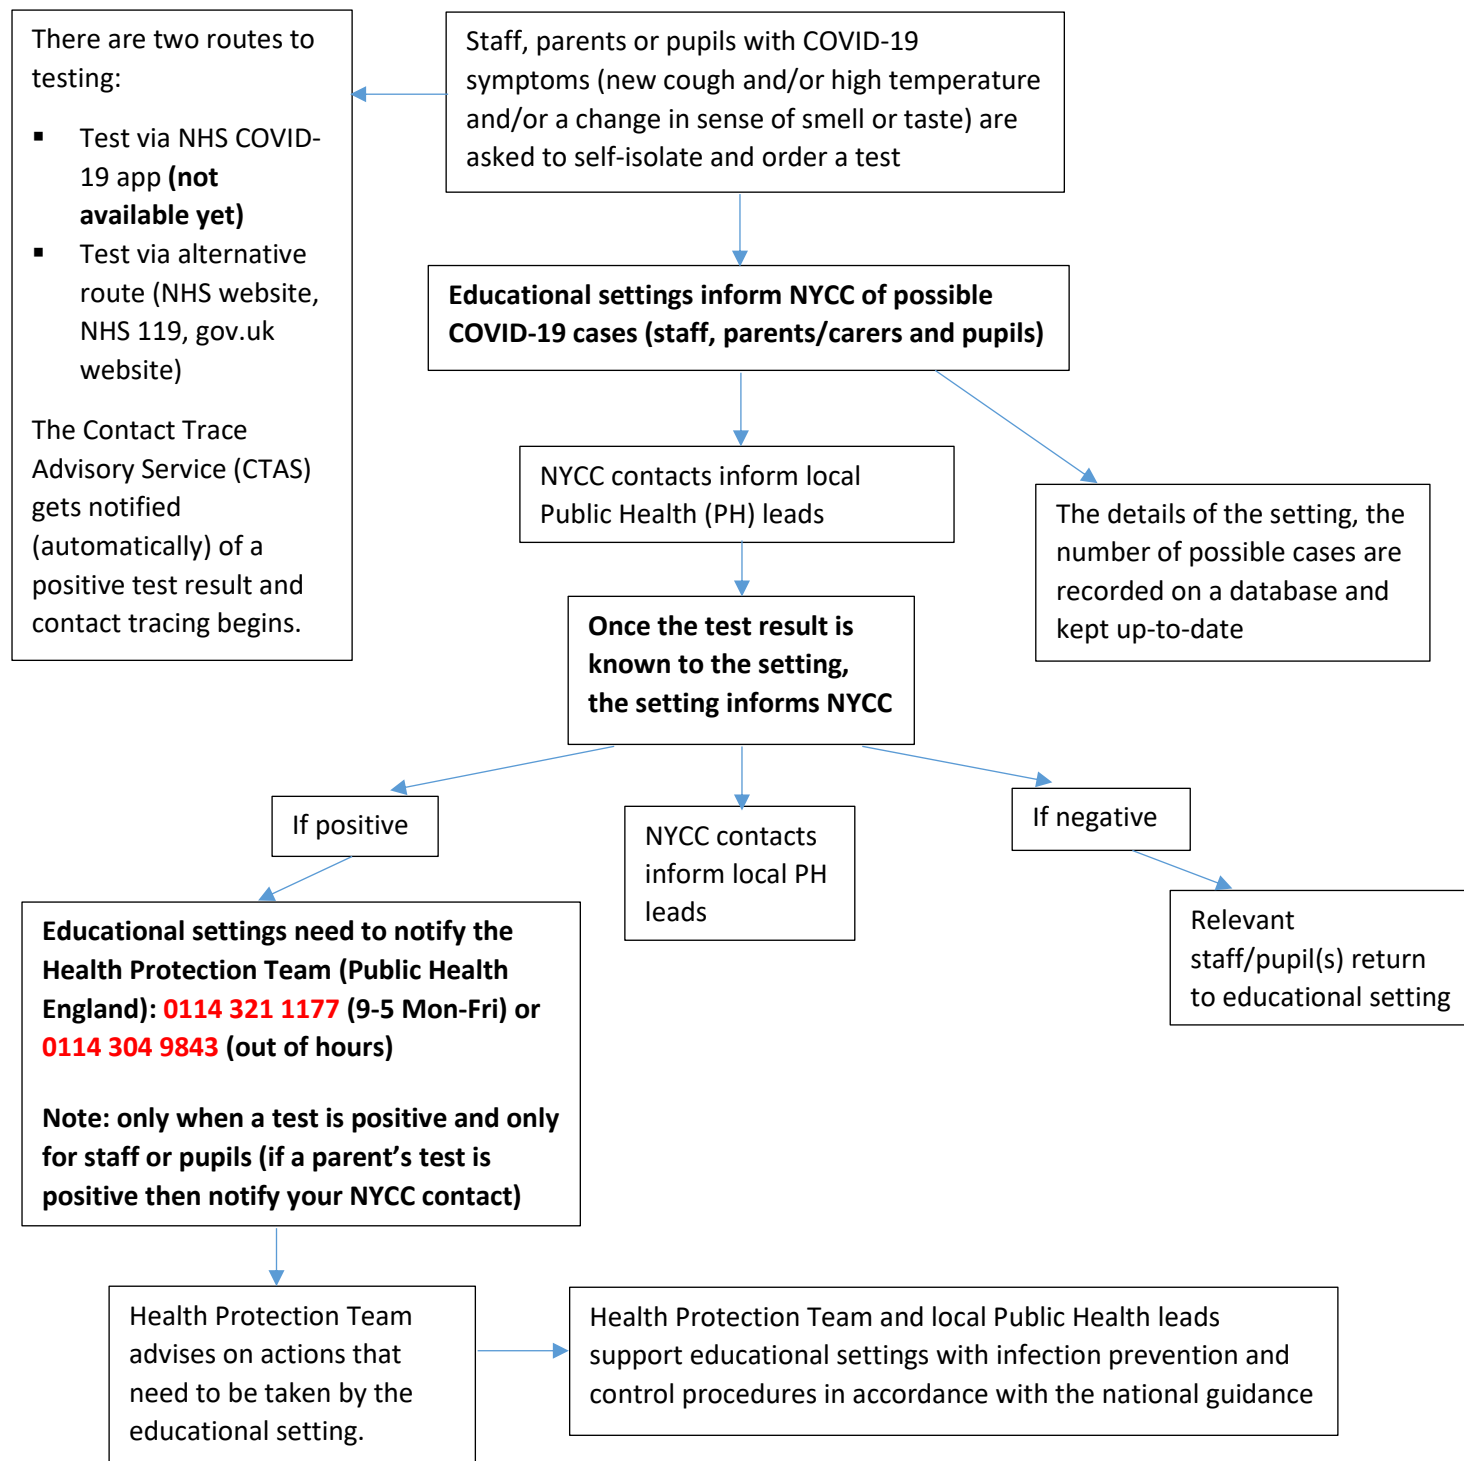 There are two routes to
testing:
▪ Test via NHS COVID-
19 app (not
available yet)
▪ Test via alternative
route (NHS website,
NHS 119, gov.uk
website)
The Contact Trace
Advisory Service (CTAS)
gets notified
(automatically) of a
positive test result and
contact tracing begins.
Staff, parents or pupils with COVID-19
symptoms (new cough and/or high temperature
and/or a change in sense of smell or taste) are
asked to self-isolate and order a test
Educational settings inform NYCC of possible
COVID-19 cases (staff, parents/carers and pupils)
NYCC contacts inform local
Public Health (PH) leads
The details of the setting, the
number of possible cases are
recorded on a database and
kept up-to-date
Once the test result is
known to the setting,
the setting informs NYCC
If positive
NYCC contacts
inform local PH
leads
If negative
Relevant
staff/pupil(s) return
to educational setting
Educational settings need to notify the
Health Protection Team (Public Health
England): 0114 321 1177 (9-5 Mon-Fri) or
0114 304 9843 (out of hours)
Note: only when a test is positive and only
for staff or pupils (if a parent’s test is
positive then notify your NYCC contact)
Health Protection Team
advises on actions that
need to be taken by the
educational setting.
Health Protection Team and local Public Health leads
support educational settings with infection prevention and
control procedures in accordance with the national guidance